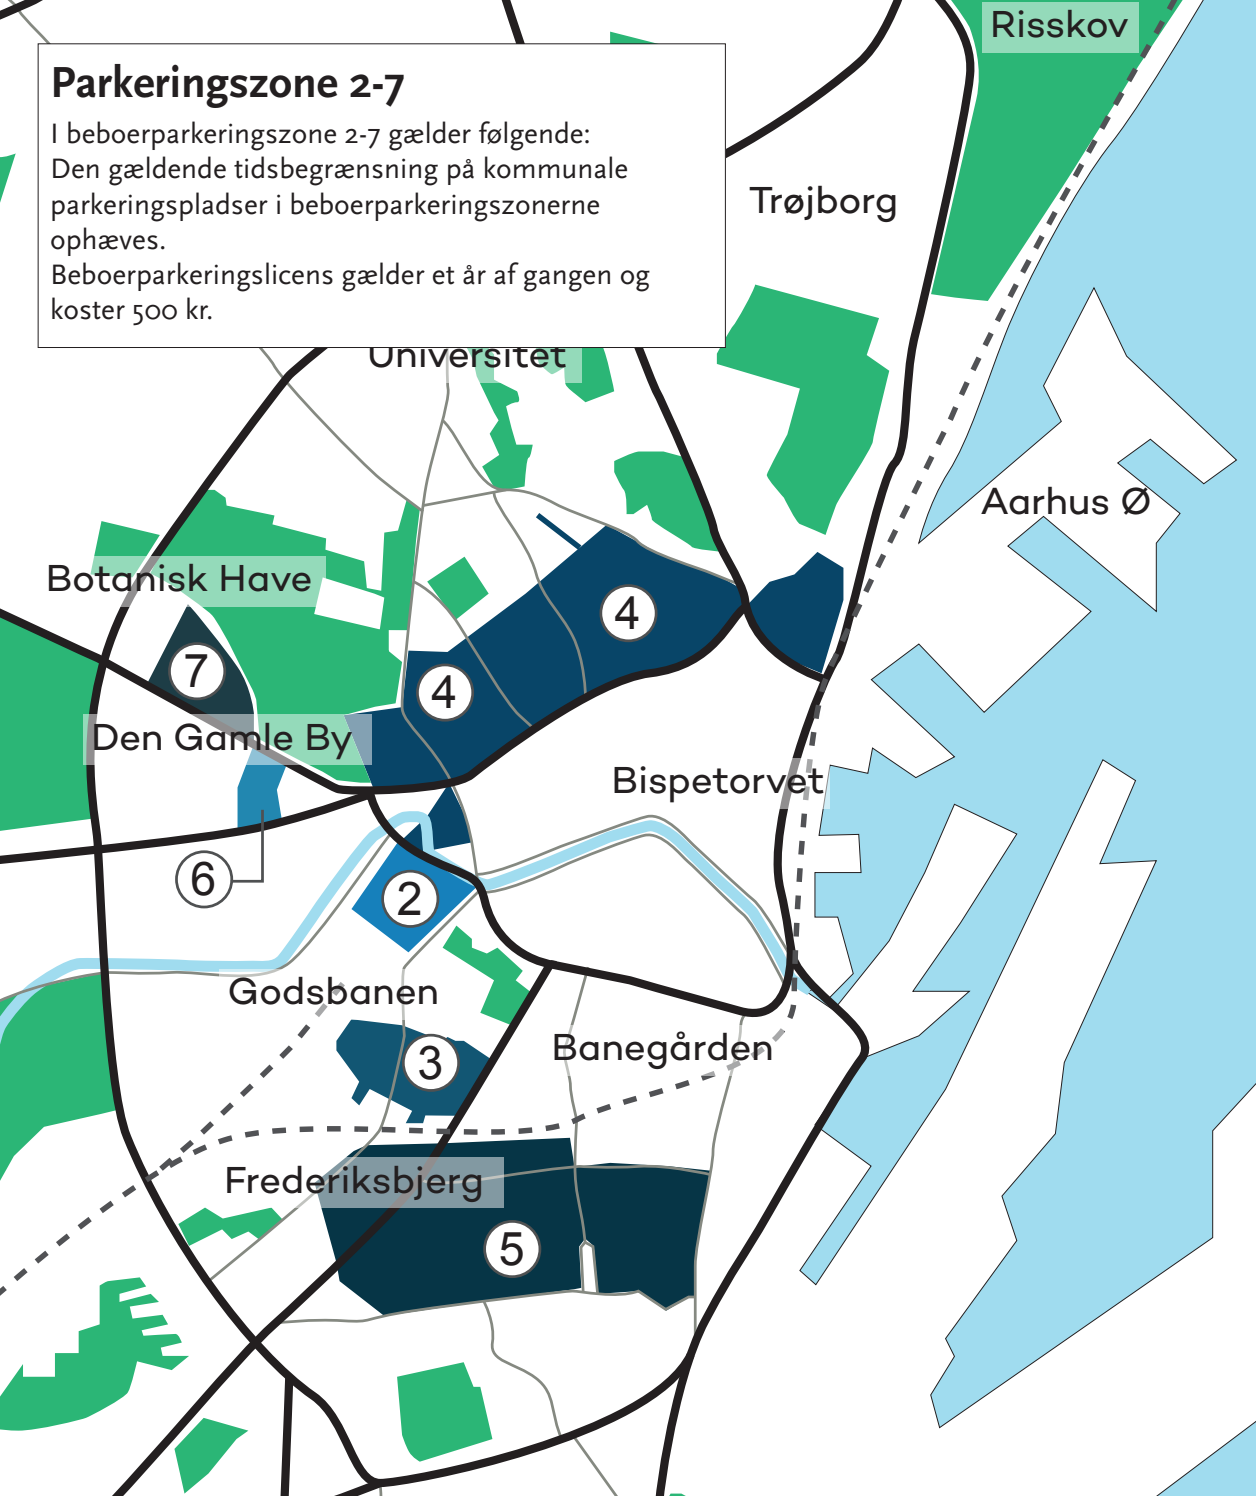 Risskov
Parkeringszone 2-7
I beboerparkeringszone 2-7 gælder følgende:
Den gældende tidsbegrænsning på kommunale
parkeringspladser i beboerparkeringszonerne
ophæves.
Beboerparkeringslicens gælder et år af gangen og
koster 500 kr.
Trøjborg
Universitet
Aarhus Ø
Botanisk Have
4
7
4
Den Gamle By
Bispetorvet
6
2
Godsbanen
Banegården
3
Frederiksbjerg
5